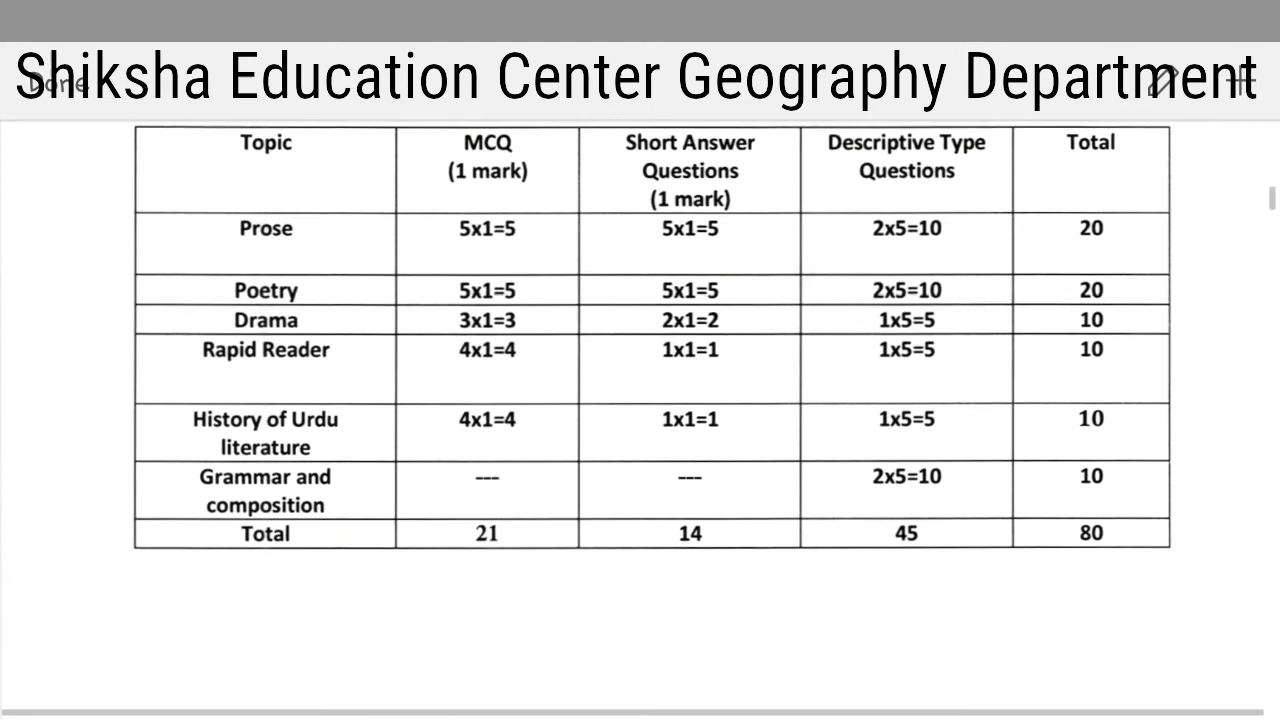 Shiksha Education Center Geography Department
Done
Topic MCQ Short Answer Descriptive Type Total
(1 mark) Questions Questions
(1 mark)
Prose 5x1=5 5x1=5 2x5=10 20
Poetry 5x1=5 5x1=5 2x5=10 20
Drama 3x1=3 2x1=2 1x5=5 10
Rapid Reader 4x1=4 1x1=1 1x5=5 10
History of Urdu 4x1=4 1x1=1 1x5=5 10
literature
Grammar and --- --- 2x5=10 10
composition
Total 21 14 45 80